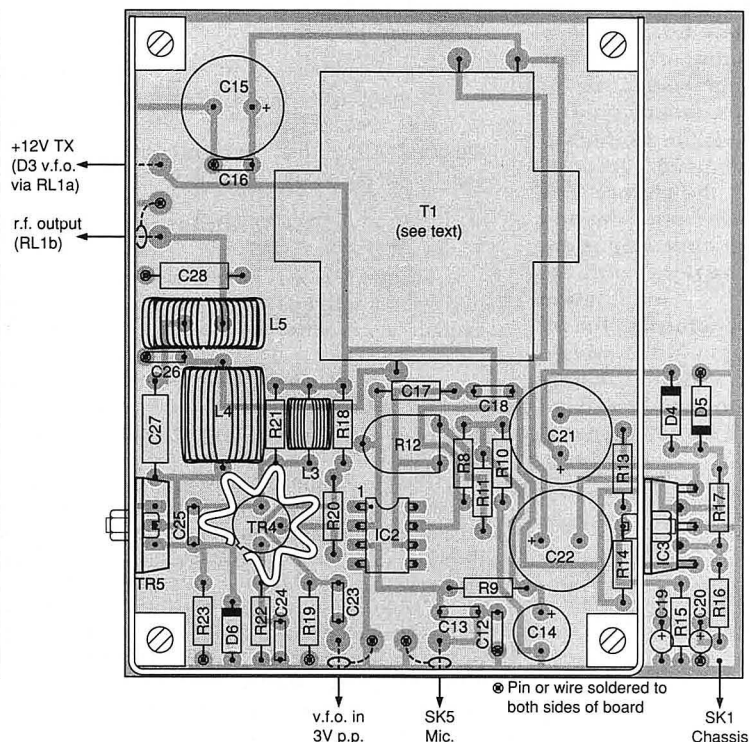 C15
+
C16
+12V TX
(D3 v.f.o.
via RL1a)
r.f. output
(RL1b)
T1
(see text)
C28
L5
C26
C27
L4
R21
L3
R18
C17
C18
R12
R8
R11
R10
C21
+
D4
D5
R13
R17
TR5
C25
TR4
R20
1
IC2
+
C22
R14
IC3
R23
D6
R22
C24
R19
C23
R9
C13
C12
+
C14
C19
+
R15
C20
+
R16
v.f.o. in
3V p.p.
SK5
Mic.
⊗ Pin or wire soldered to
both sides of board
SK1
Chassis